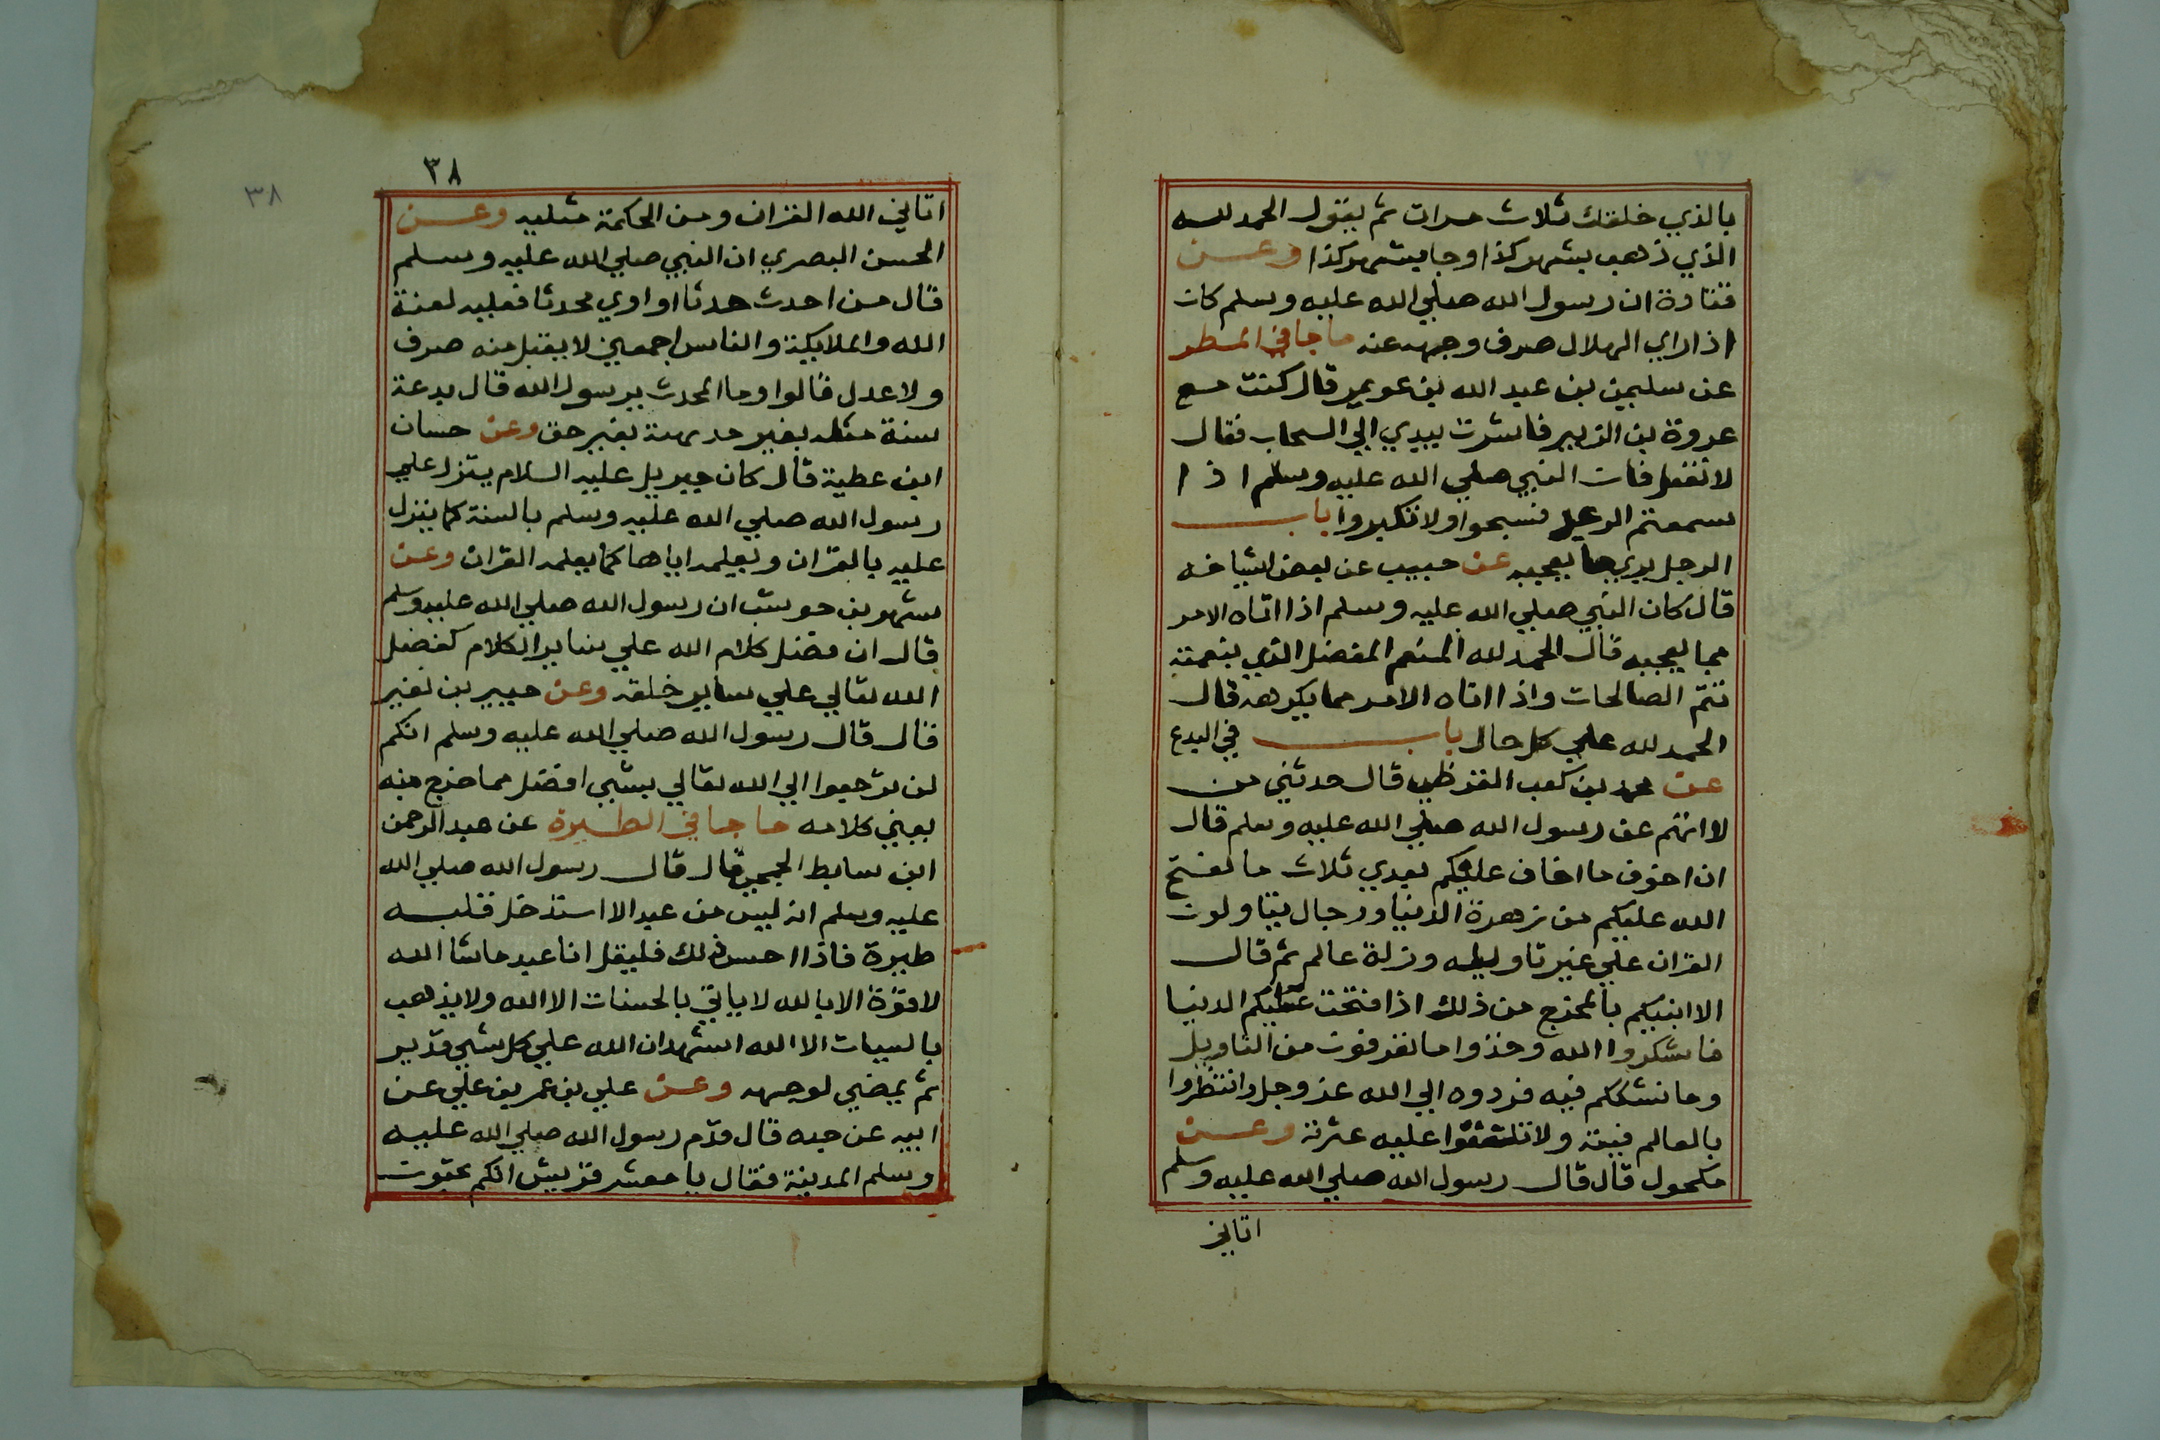 بالذي خلقك ثلاث مرات ثم يقول الحمد لله
الذي ذهب بشهر كذا وجا بشهر كذا وعن
قتادة ان رسول الله صلي الله عليه وسلم كان
اذا راي الهلال صرف وجهه عنه ما جا في المطر
عن سليمن بن عبد الله بن عويمر قال كنت مع
عروة بن الزبير فاشرت بيدي الي السحاب فقال
لا تفعل فان النبي صلي الله عليه وسلم اذا
سمعتم الرعد فسبحوا ولا تكبروا باب
الرجل يري ما يعجبه عن حبيب عن بعض اشياخه
قال كان النبي صلي الله عليه وسلم اذا اتاه الامر
مما يعجبه قال الحمد لله المنعم المفضل الذي بنعمته
تتم الصالحات واذا اتاه الامر مما يكرهه قال
الحمد لله علي كل حال باب في البدع
عن محمد بن كعب القرظي قال حدثني من
لا اتهم عن رسول الله صلي الله عليه وسلم قال
ان اخوف ما اخاف عليكم بعدي ثلاث ما يفتح
الله عليكم من زهرة الدنيا ورجال يتاولون
القران علي غير تاويله وزلة عالم ثم قال
الا انبيكم بالمخرج من ذلك اذا فتحت عليكم الدنيا
فاشكروا الله وخذوا ما تعرفون من التاويل
وما شككم فيه فردوه الي الله عز وجل وانتظروا
بالعالم فيته ولا عليه عثرته وعن
مكحول قال قال رسول الله صلي الله عليه وسلم
اتاني
٣٨
٣٨
اتاني الله القران ومن الحكمة مثليه وعن
الحسن البصري ان النبي صلي الله عليه وسلم
قال من احدث حدثا او اوي محدثا فعليه لعنة
الله والملايكة والناس اجمعين لا يقبل منه صرف
ولا عدل قالوا وما المحدث يرسول الله قال بدعة
سنة مثله بغير حد نهبة بغير حق وعن حسان
ابن عطية قال كان جبريل عليه السلام ينزل علي
رسول الله صلي الله عليه وسلم بالسنة كما ينزل
عليه بالقران ويعلمه اياها كما يعلمه القران وعن
شهر بن حوشب ان رسول الله صلي الله عليه وسلم
قال ان فضل كلام الله علي ساير الكلام كفضل
الله تعالي علي ساير خلقه وعن جبير بن نفير
قال قال رسول الله صلي الله عليه وسلم انكم
لن ترجعوا الي الله تعالي بشي افضل مما خرج منه
يعني كلامه ما جا في الطيرة عن عبد الرحمن
ابن سابط الجمحي قال قال رسول الله صلي الله
عليه وسلم انه ليس من عبد الا استدخل قلبه
طيرة فاذا احس ذلك فليقل انا عبد ما شا الله
لا قوة الا بالله لا ياتي بالحسنات الا الله ولا يذهب
بالسيات الا الله اشهد ان الله علي كل شي قدير
ثم يمضي لوجهه وعن علي بن عمر بن علي عن
ابيه عن جده قال قدم رسول الله صلي الله عليه
وسلم المدينة فقال يا معشر قريش انكم تحبون